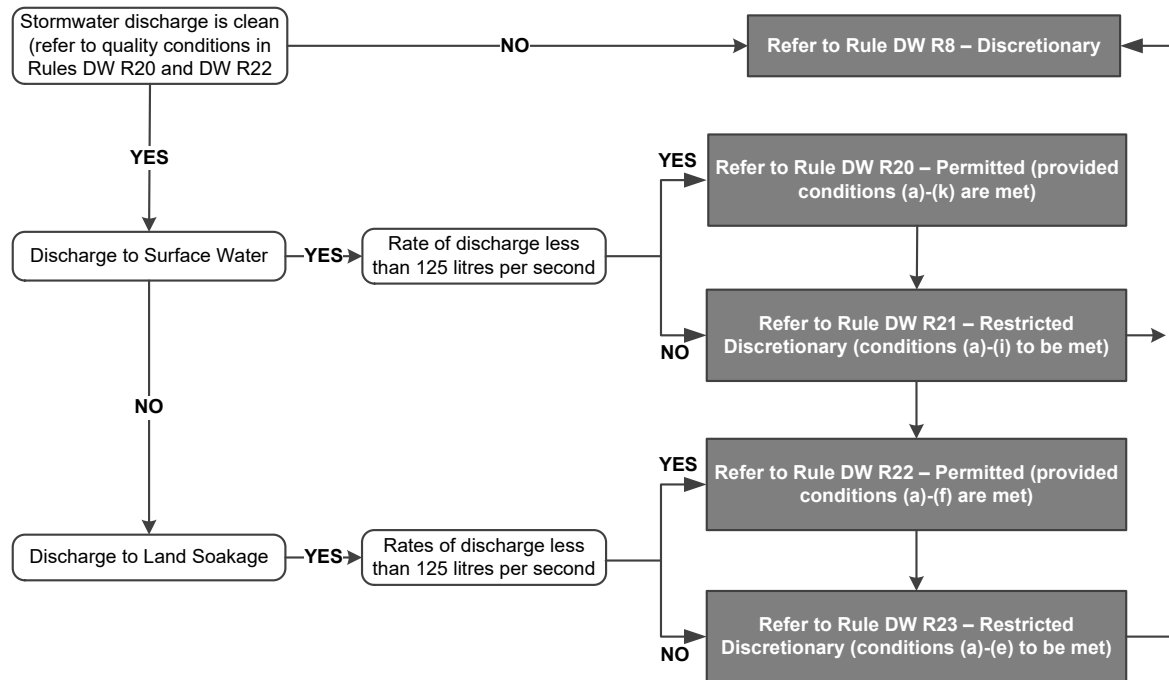 Stormwater discharge is clean
(refer to quality conditions in
Rules DW R20 and DW R22
NO
Refer to Rule DW R8 – Discretionary
YES
Discharge to Surface Water
YES
Rate of discharge less
than 125 litres per second
YES
Refer to Rule DW R20 – Permitted (provided
conditions (a)-(k) are met)
NO
Refer to Rule DW R21 – Restricted
Discretionary (conditions (a)-(i) to be met)
NO
Discharge to Land Soakage
YES
Rates of discharge less
than 125 litres per second
YES
Refer to Rule DW R22 – Permitted (provided
conditions (a)-(f) are met)
NO
Refer to Rule DW R23 – Restricted
Discretionary (conditions (a)-(e) to be met)